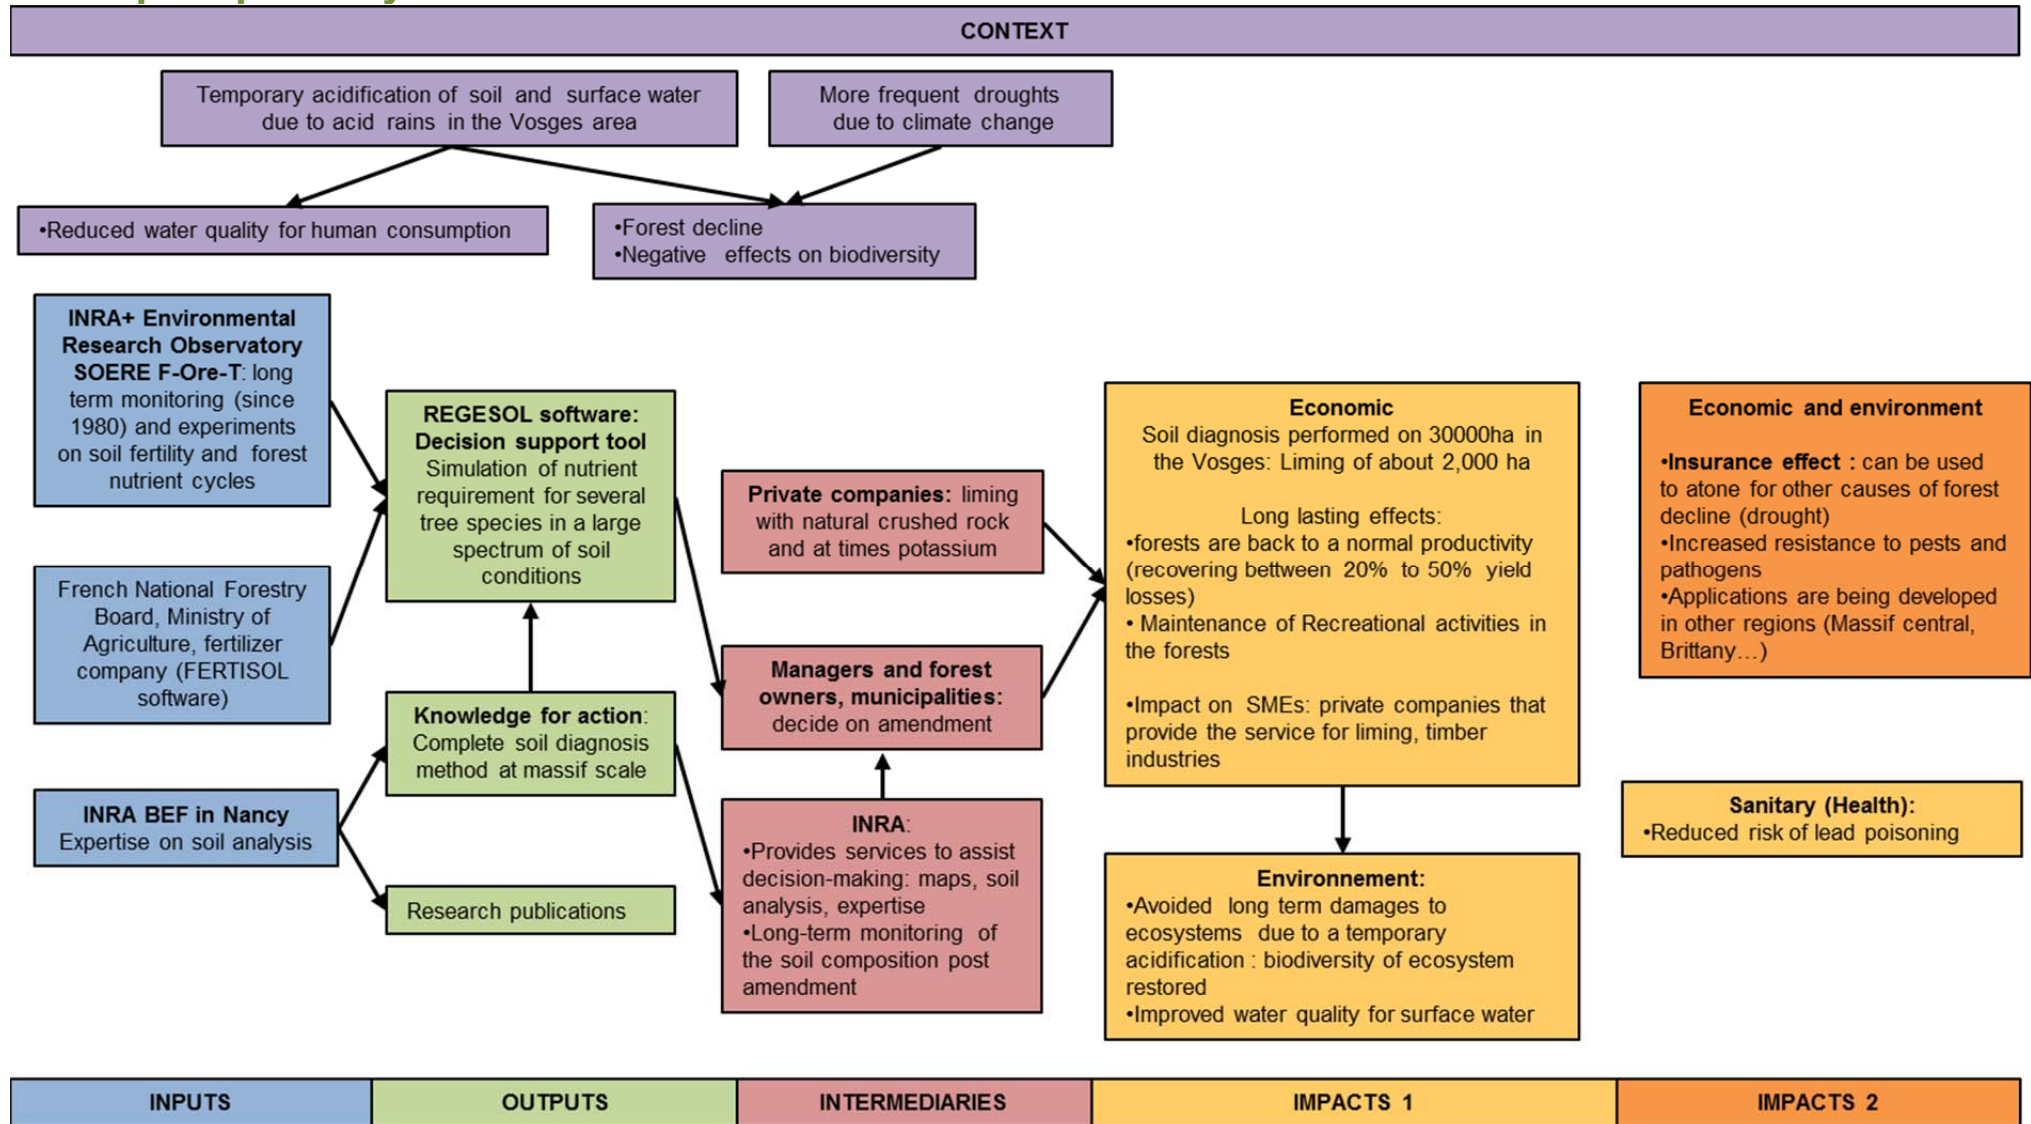 CONTEXT
Temporary acidification of soil and surface water
due to acid rains in the Vosges area
More frequent droughts
due to climate change
•Reduced water quality for human consumption
•Forest decline
•Negative effects on biodiversity
INRA+ Environmental
Research Observatory
SOERE F-Ore-T: long
term monitoring (since
1980) and experiments
on soil fertility and forest
nutrient cycles
French National Forestry
Board, Ministry of
Agriculture, fertilizer
company (FERTISOL
software)
INRA BEF in Nancy
Expertise on soil analysis
REGESOL software:
Decision support tool
Simulation of nutrient
requirement for several
tree species in a large
spectrum of soil
conditions
Knowledge for action:
Complete soil diagnosis
method at massif scale
Research publications
Private companies: liming
with natural crushed rock
and at times potassium
Managers and forest
owners, municipalities:
decide on amendment
INRA:
•Provides services to assist
decision-making: maps, soil
analysis, expertise
•Long-term monitoring of
the soil composition post
amendment
Economic
Soil diagnosis performed on 30000ha in
the Vosges: Liming of about 2,000 ha
Long lasting effects:
•forests are back to a normal productivity
(recovering bettween 20% to 50% yield
losses)
• Maintenance of Recreational activities in
the forests
•Impact on SMEs: private companies that
provide the service for liming, timber
industries
Environnement:
•Avoided long term damages to
ecosystems due to a temporary
acidification : biodiversity of ecosystem
restored
•Improved water quality for surface water
Economic and environment
•Insurance effect : can be used
to atone for other causes of forest
decline (drought)
•Increased resistance to pests and
pathogens
•Applications are being developed
in other regions (Massif central,
Brittany…)
Sanitary (Health):
•Reduced risk of lead poisoning
INPUTS
OUTPUTS
INTERMEDIARIES
IMPACTS 1
IMPACTS 2